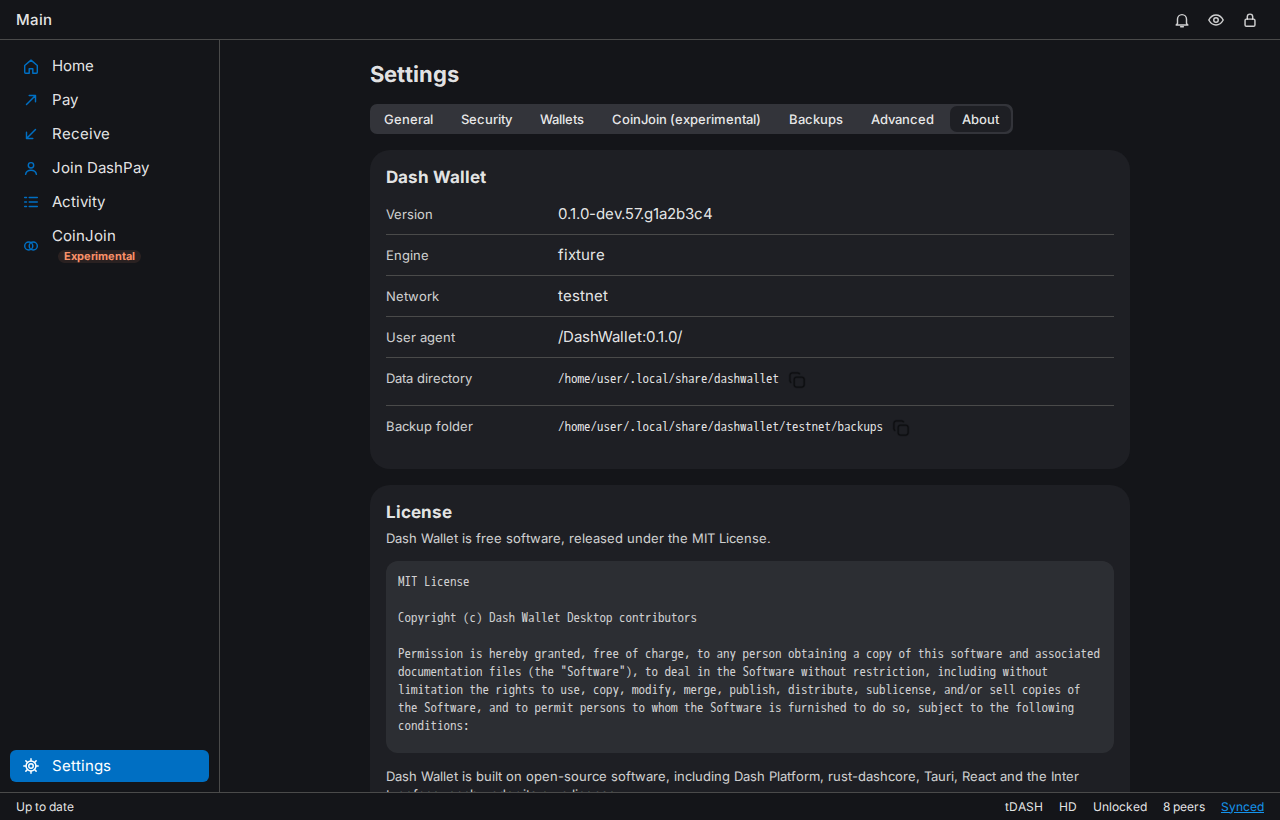 Main
Home
Pay
Receive
Join DashPay
Activity
CoinJoin
Experimental
Settings
Settings
General Security Wallets CoinJoin (experimental) Backups Advanced About
Dash Wallet
Version 0.1.0-dev.57.g1a2b3c4
Engine fixture
Network testnet
User agent /DashWallet:0.1.0/
Data directory /home/user/.local/share/dashwallet
Backup folder /home/user/.local/share/dashwallet/testnet/backups
License
Dash Wallet is free software, released under the MIT License.
MIT License
Copyright (c) Dash Wallet Desktop contributors
Permission is hereby granted, free of charge, to any person obtaining a copy of this software and associated
documentation files (the "Software"), to deal in the Software without restriction, including without
limitation the rights to use, copy, modify, merge, publish, distribute, sublicense, and/or sell copies of
the Software, and to permit persons to whom the Software is furnished to do so, subject to the following
conditions:
Dash Wallet is built on open-source software, including Dash Platform, rust-dashcore, Tauri, React and the Inter
Up to date
tDASH HD Unlocked 8 peers Synced